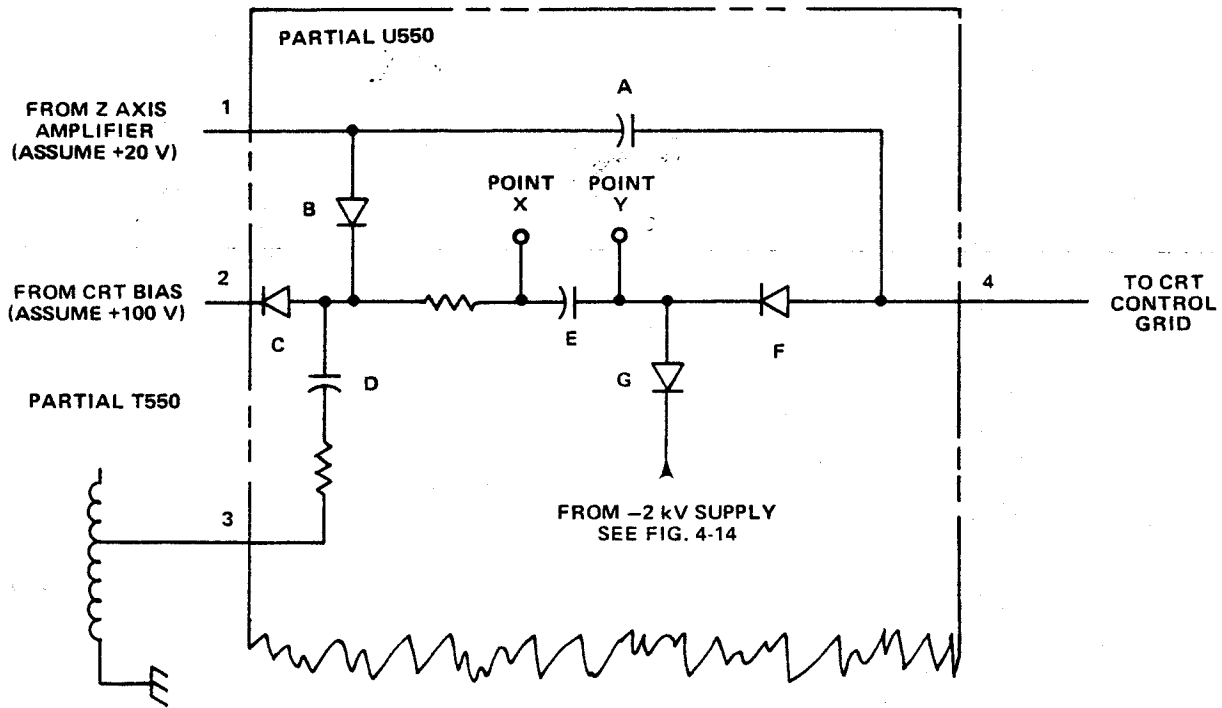 PARTIAL U550
A
1
FROM Z AXIS
AMPLIFIER
(ASSUME +20 V)
POINT
X
POINT
Y
B
2
FROM CRT BIAS
(ASSUME +100 V)
4
TO CRT
CONTROL
GRID
C
E
F
D
G
PARTIAL T550
3
FROM −2 kV SUPPLY
SEE FIG. 4-14